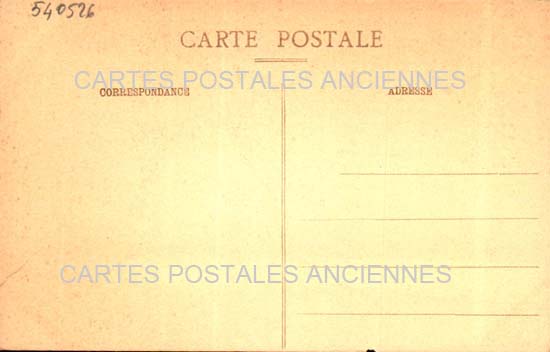 540526
CARTE POSTALE
CARTES POSTALES ANCIENNES
CORRESPONDANCE
ADRESSE
CARTES POSTALES ANCIENNES